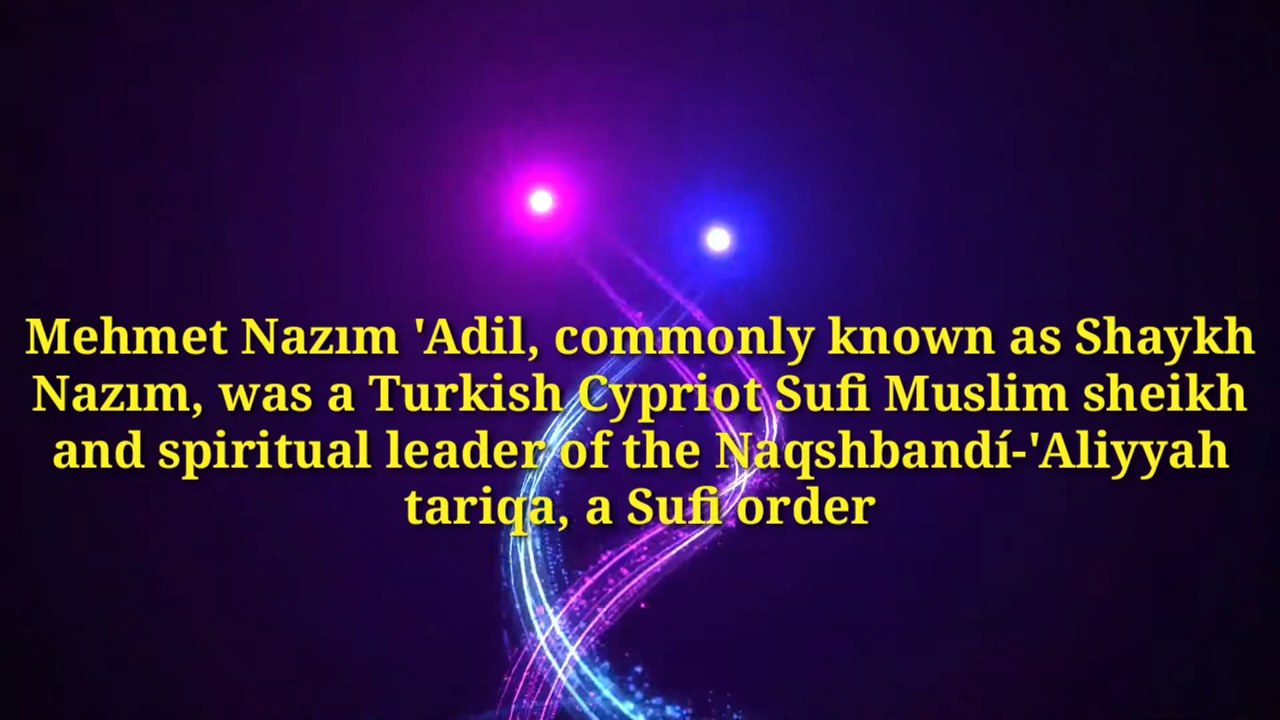 Mehmet Nazım 'Adil, commonly known as Shaykh
Nazım, was a Turkish Cypriot Sufi Muslim sheikh
and spiritual leader of the Naqshbandí-'Aliyyah
tariqa, a Sufi order